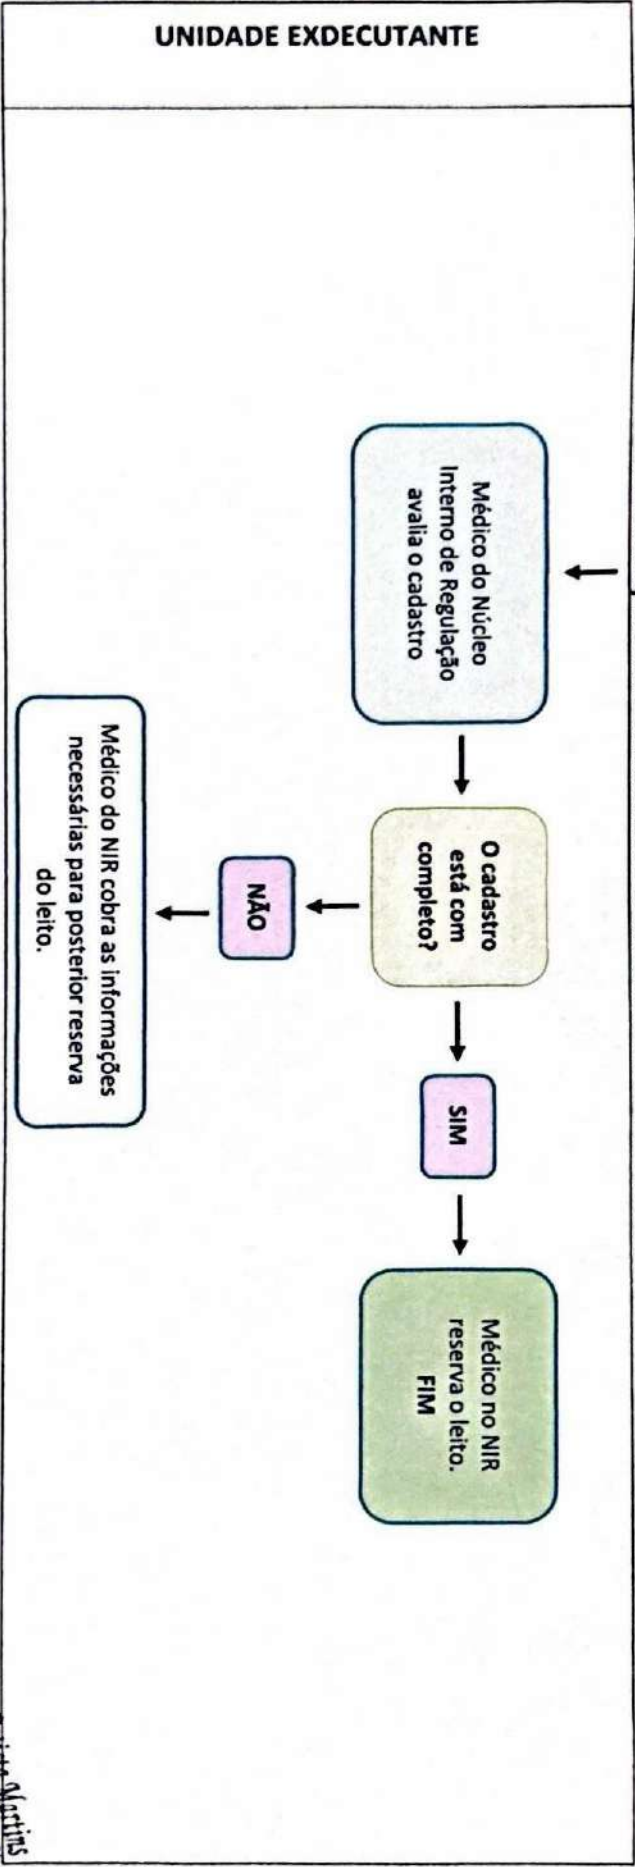 UNIDADE EXDECUTANTE
Médico do Núcleo
Interno de Regulação
avalia o cadastro
O cadastro
está com
completo?
SIM
Médico no NIR
reserva o leito.
FIM
NÃO
Médico do NIR cobra as informações
necessárias para posterior reserva
do leito.
Martins